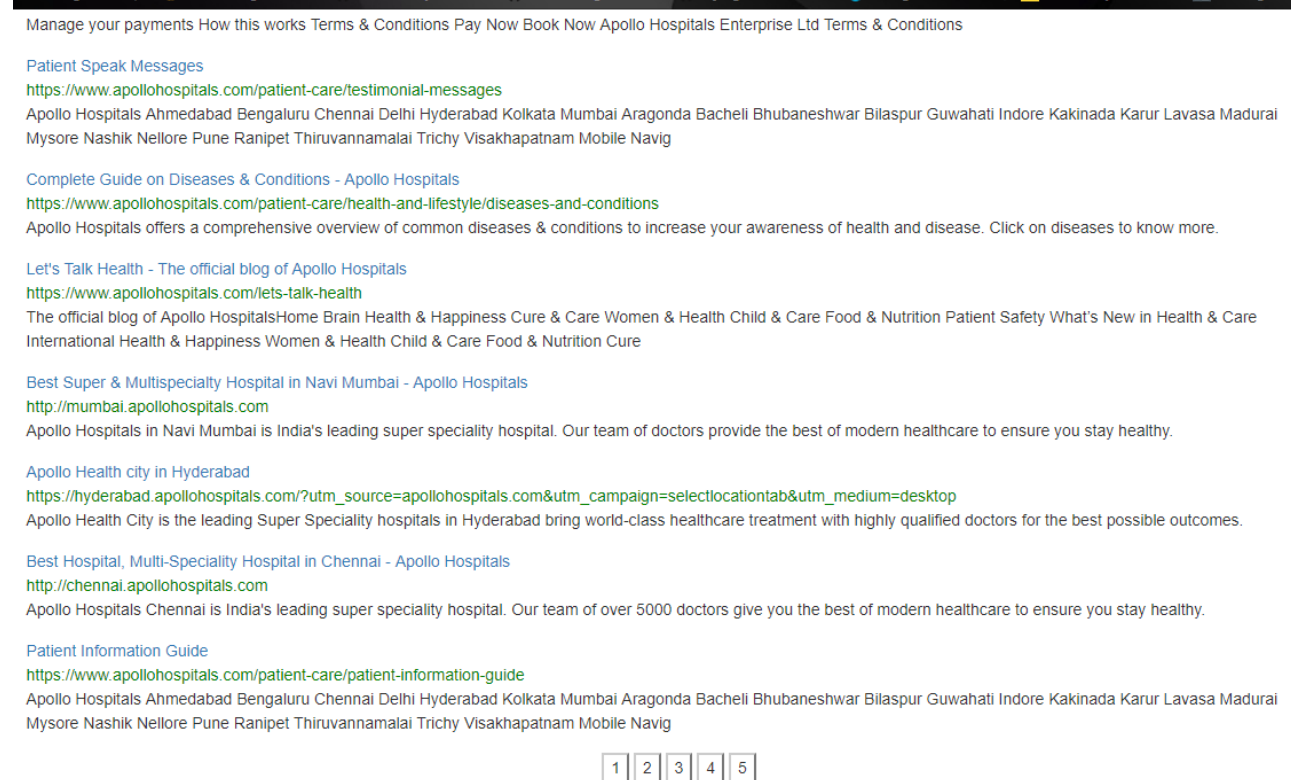 Manage your payments How this works Terms & Conditions Pay Now Book Now Apollo Hospitals Enterprise Ltd Terms & Conditions
Patient Speak Messages
https://www.apollohospitals.com/patient-care/testimonial-messages
Apollo Hospitals Ahmedabad Bengaluru Chennai Delhi Hyderabad Kolkata Mumbai Aragonda Bacheli Bhubaneshwar Bilaspur Guwahati Indore Kakinada Karur Lavasa Madurai
Mysore Nashik Nellore Pune Ranipet Thiruvannamalai Trichy Visakhapatnam Mobile Navig
Complete Guide on Diseases & Conditions - Apollo Hospitals
https://www.apollohospitals.com/patient-care/health-and-lifestyle/diseases-and-conditions
Apollo Hospitals offers a comprehensive overview of common diseases & conditions to increase your awareness of health and disease. Click on diseases to know more.
Let's Talk Health - The official blog of Apollo Hospitals
https://www.apollohospitals.com/lets-talk-health
The official blog of Apollo HospitalsHome Brain Health & Happiness Cure & Care Women & Health Child & Care Food & Nutrition Patient Safety What's New in Health & Care
International Health & Happiness Women & Health Child & Care Food & Nutrition Cure
Best Super & Multispecialty Hospital in Navi Mumbai - Apollo Hospitals
http://mumbai.apollohospitals.com
Apollo Hospitals in Navi Mumbai is India's leading super speciality hospital. Our team of doctors provide the best of modern healthcare to ensure you stay healthy.
Apollo Health city in Hyderabad
https://hyderabad.apollohospitals.com/?utm_source=apollohospitals.com&utm_campaign=selectlocationtab&utm_medium=desktop
Apollo Health City is the leading Super Speciality hospitals in Hyderabad bring world-class healthcare treatment with highly qualified doctors for the best possible outcomes.
Best Hospital, Multi-Speciality Hospital in Chennai - Apollo Hospitals
http://chennai.apollohospitals.com
Apollo Hospitals Chennai is India's leading super speciality hospital. Our team of over 5000 doctors give you the best of modern healthcare to ensure you stay healthy.
Patient Information Guide
https://www.apollohospitals.com/patient-care/patient-information-guide
Apollo Hospitals Ahmedabad Bengaluru Chennai Delhi Hyderabad Kolkata Mumbai Aragonda Bacheli Bhubaneshwar Bilaspur Guwahati Indore Kakinada Karur Lavasa Madurai
Mysore Nashik Nellore Pune Ranipet Thiruvannamalai Trichy Visakhapatnam Mobile Navig
1 2 3 4 5